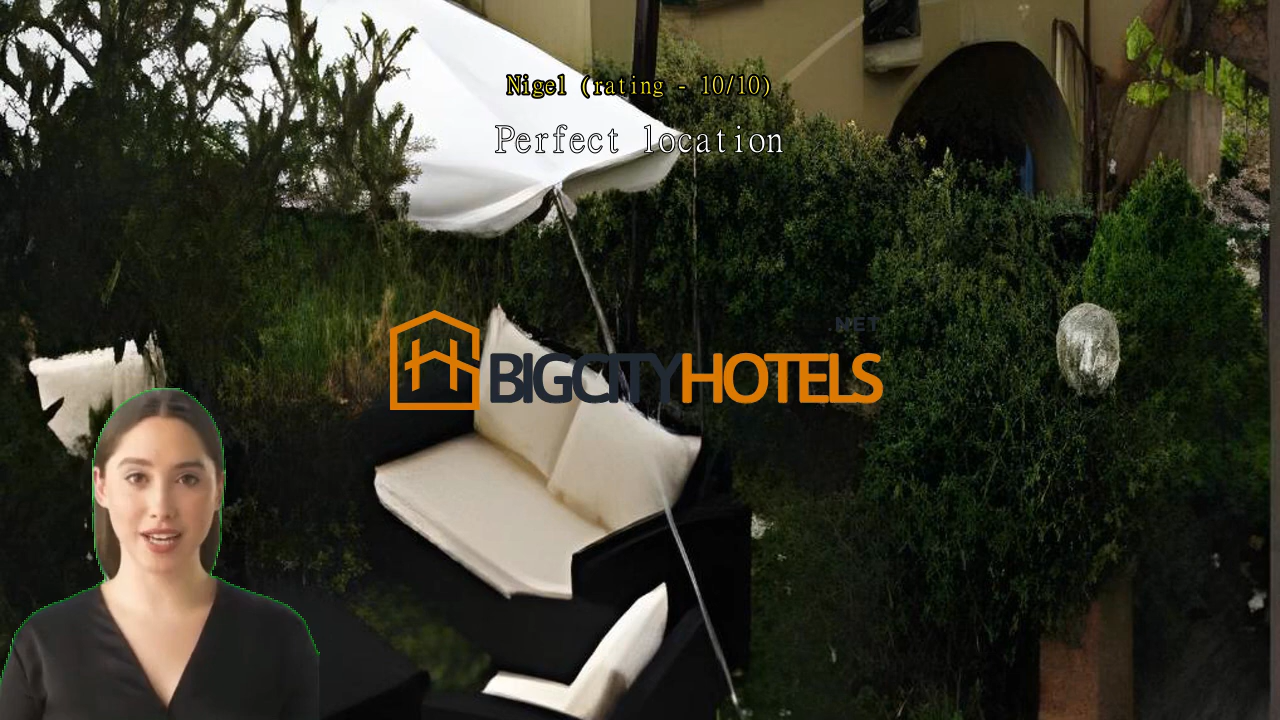 Nigel (rating - 10/10)
Perfect location
.NET
BIGCITYHOTELS